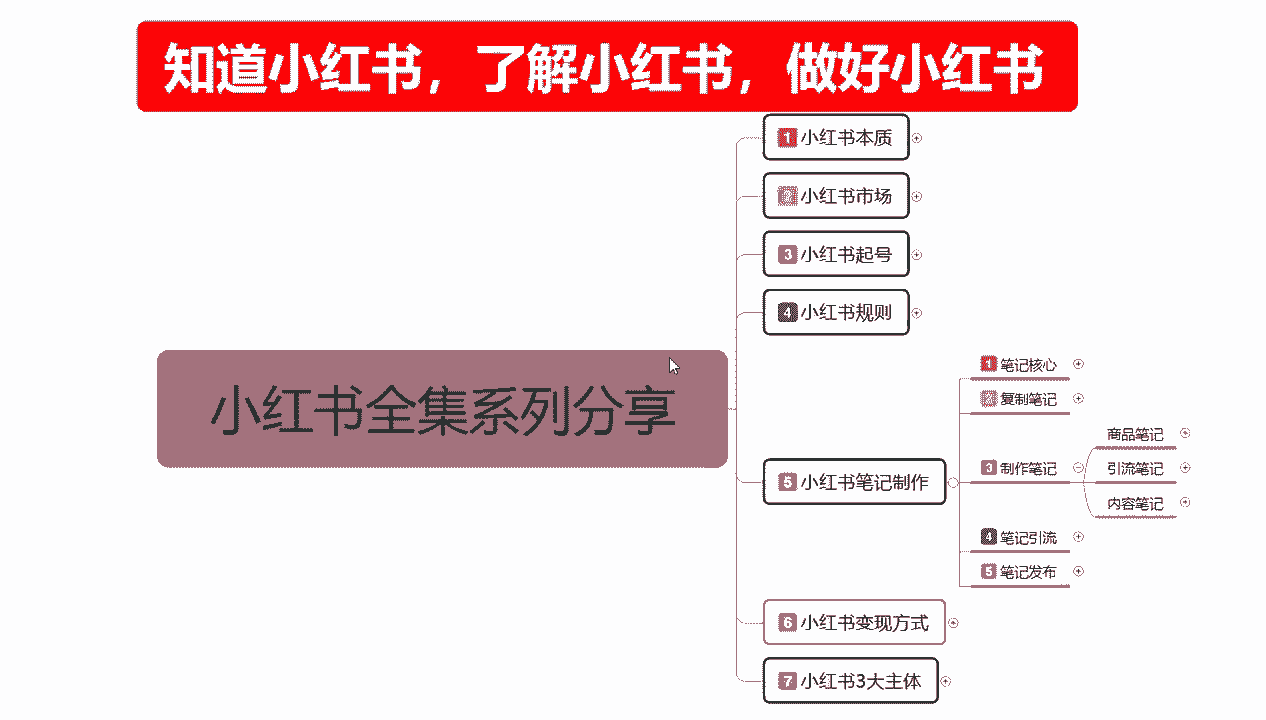 知道小红书，了解小红书，做好小红书
小红书全集系列分享
1 小红书本质
2 小红书市场
3 小红书起号
4 小红书规则
5 小红书笔记制作
1 笔记核心
2 复制笔记
3 制作笔记
商品笔记
引流笔记
内容笔记
4 笔记引流
5 笔记发布
6 小红书变现方式
7 小红书3大主体